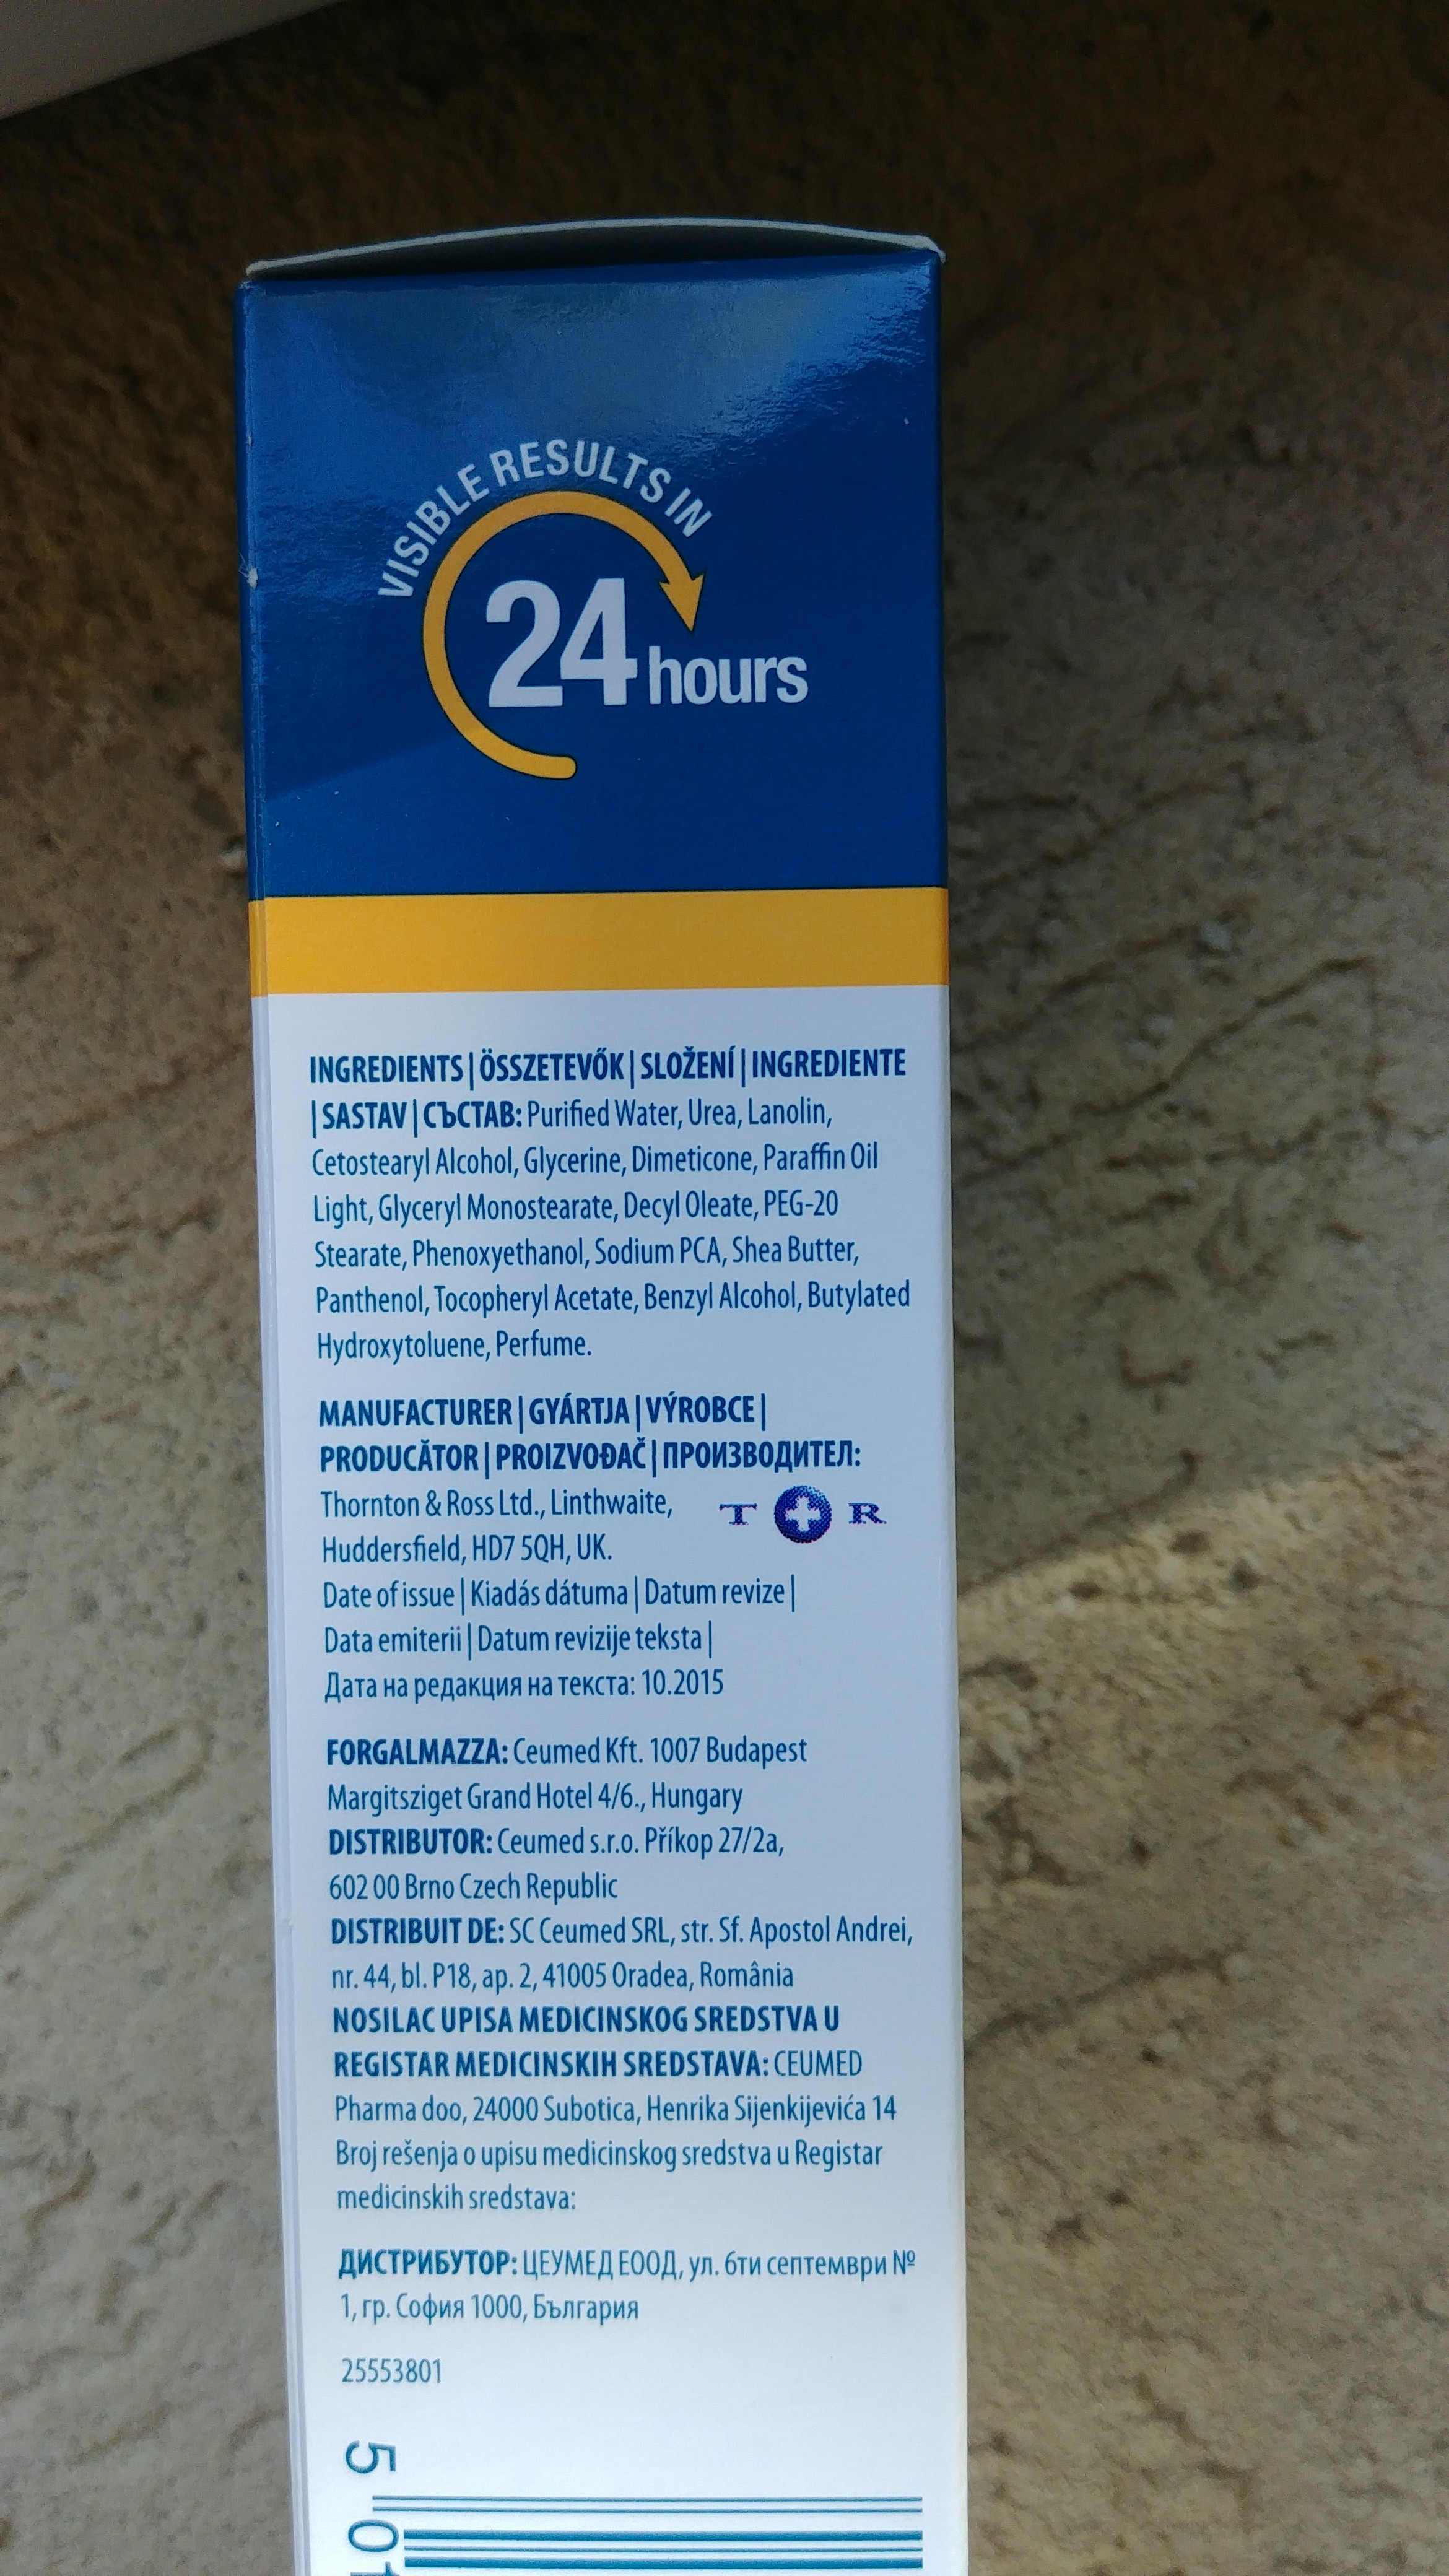 VISIBLE RESULTS IN
24 hours
INGREDIENTS | ÖSSZETEVŐK | SLOŽENÍ | INGREDIENTE
| SASTAV | СЪСТАВ: Purified Water, Urea, Lanolin,
Cetostearyl Alcohol, Glycerine, Dimeticone, Paraffin Oil
Light, Glyceryl Monostearate, Decyl Oleate, PEG-20
Stearate, Phenoxyethanol, Sodium PCA, Shea Butter,
Panthenol, Tocopheryl Acetate, Benzyl Alcohol, Butylated
Hydroxytoluene, Perfume.
MANUFACTURER | GYÁRTJA | VÝROBCE |
PRODUCĂTOR | PROIZVOĐAČ | ПРОИЗВОДИТЕЛ:
Thornton & Ross Ltd., Linthwaite,
T R
Huddersfield, HD7 5QH, UK.
Date of issue | Kiadás dátuma | Datum revize |
Data emiterii | Datum revizije teksta |
Дата на редакция на текста: 10.2015
FORGALMAZZA: Ceumed Kft. 1007 Budapest
Margitsziget Grand Hotel 4/6., Hungary
DISTRIBUTOR: Ceumed s.r.o. Příkop 27/2a,
602 00 Brno Czech Republic
DISTRIBUIT DE: SC Ceumed SRL, str. Sf. Apostol Andrei,
nr. 44, bl. P18, ap. 2, 41005 Oradea, România
NOSILAC UPISA MEDICINSKOG SREDSTVA U
REGISTAR MEDICINSKIH SREDSTAVA: CEUMED
Pharma doo, 24000 Subotica, Henrika Sijenkijevića 14
Broj rešenja o upisu medicinskog sredstva u Registar
medicinskih sredstava:
ДИСТРИБУТОР: ЦЕУМЕД ЕООД, ул. 6ти септември №
1, гр. София 1000, България
25553801
5 01